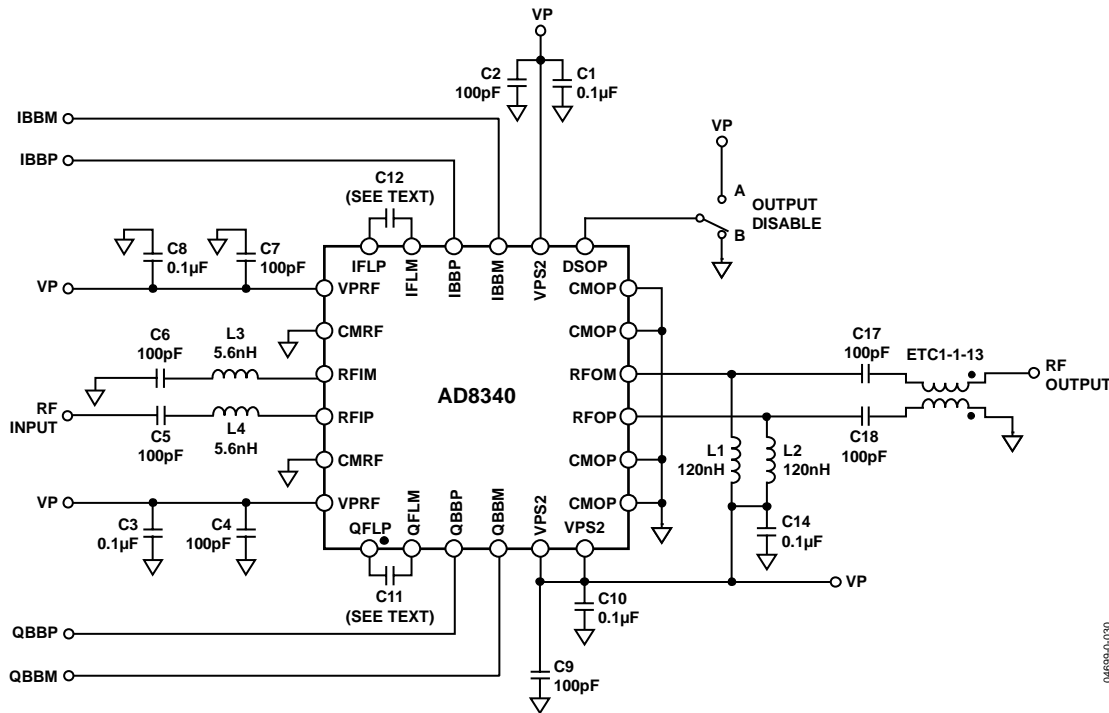 VP
C2
100pF
C1
0.1µF
IBBM
IBBP
VP
A
OUTPUT
DISABLE
B
C12
(SEE TEXT)
C8
0.1µF
C7
100pF
VP
IFLP
IFLM
IBBP
IBBM
VPS2
DSOP
VPRF
CMRF
RFIM
RFIP
CMRF
VPRF
CMOP
CMOP
RFOM
RFOP
CMOP
CMOP
AD8340
C6
100pF
L3
5.6nH
RF
INPUT
C5
100pF
L4
5.6nH
VP
C3
0.1µF
C4
100pF
QFLP
QFLM
QBBP
QBBM
VPS2
VPS2
C17
100pF
ETC1-1-13
RF
OUTPUT
C18
100pF
L1
120nH
L2
120nH
C14
0.1µF
VP
C11
(SEE TEXT)
C10
0.1µF
C9
100pF
QBBP
QBBM
04699-0-030